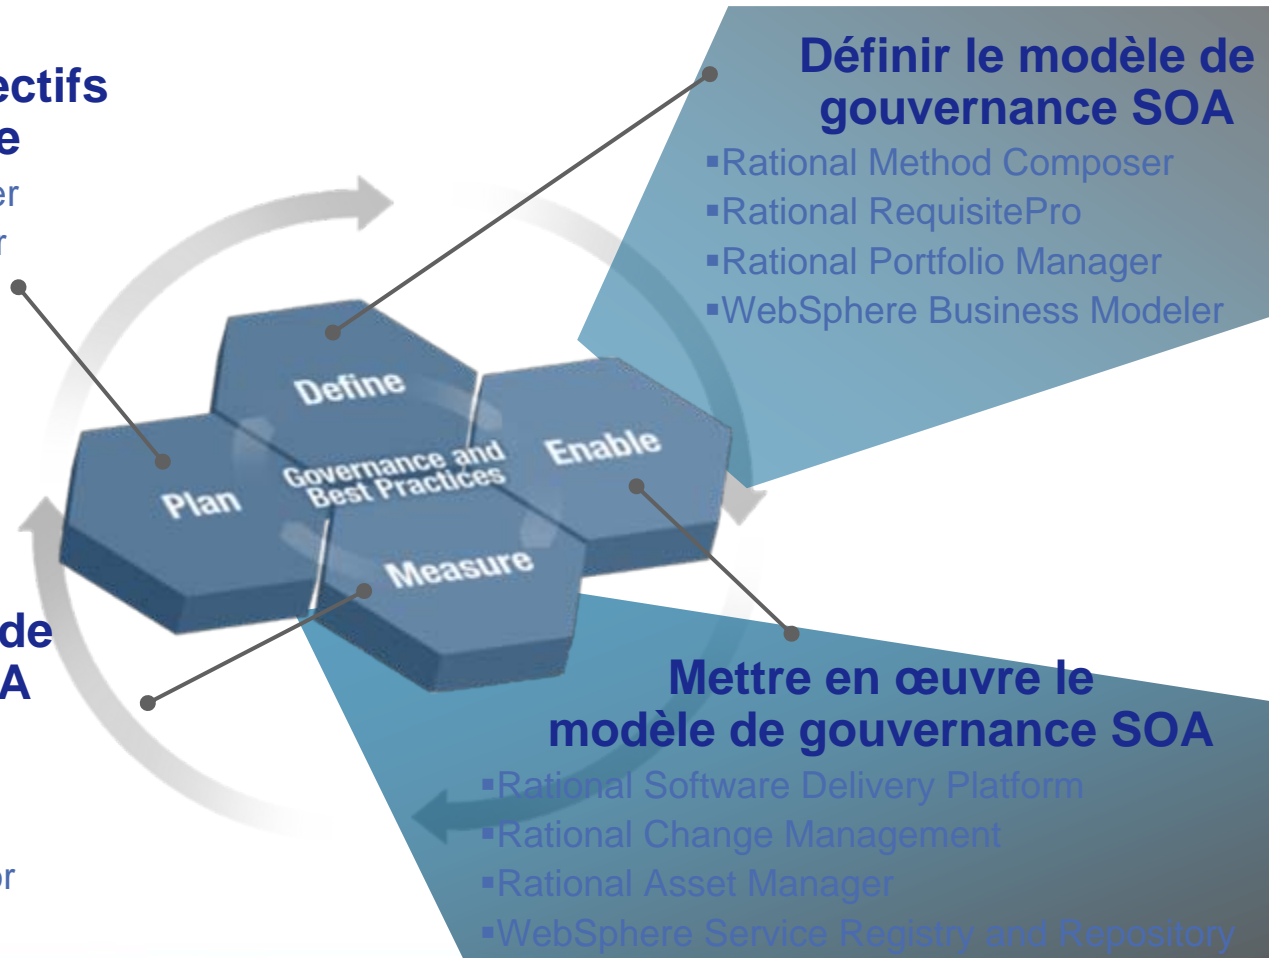 Définir le modèle de
gouvernance SOA
▪Rational Method Composer
▪Rational RequisitePro
▪Rational Portfolio Manager
▪WebSphere Business Modeler
ectifs
e
er
r
Define
Enable
Governance and
Best Practices
Plan
Measure
de
A
or
Mettre en œuvre le
modèle de gouvernance SOA
▪Rational Software Delivery Platform
▪Rational Change Management
▪Rational Asset Manager
▪WebSphere Service Registry and Repository